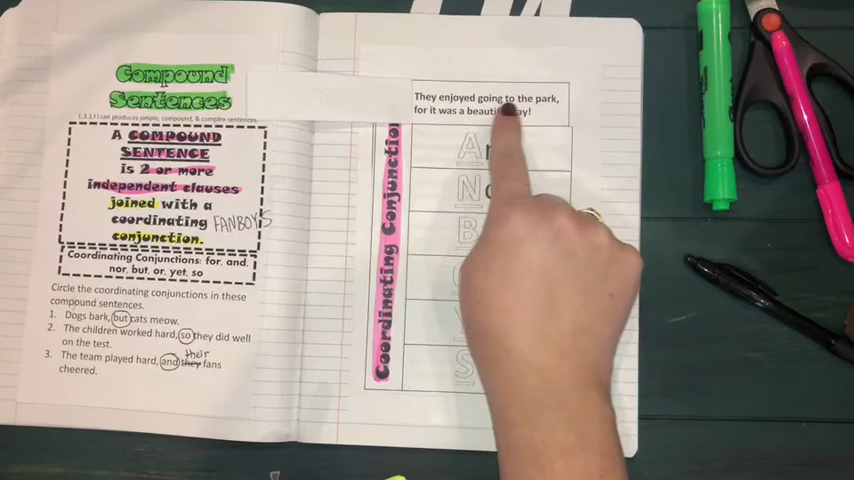 Compound
Sentences
L.3.1.I I can produces simple, compound, & complex sentences.
A COMPOUND
SENTENCE
is 2 or more
independent clauses
joined with a
coordinating FANBOY'S
conjunction.
Coordinating Conjunctions: for, and,
nor, but, or, yet, so
Circle the coordinating conjunctions in these
compound sentences.
1. Dogs bark, but cats meow.
2. The children worked hard, so they did well
on the test.
3. The team played hard, and they their fans
cheered.
They enjoyed going to the park,
for it was a
Coordinating
A
N
B
S